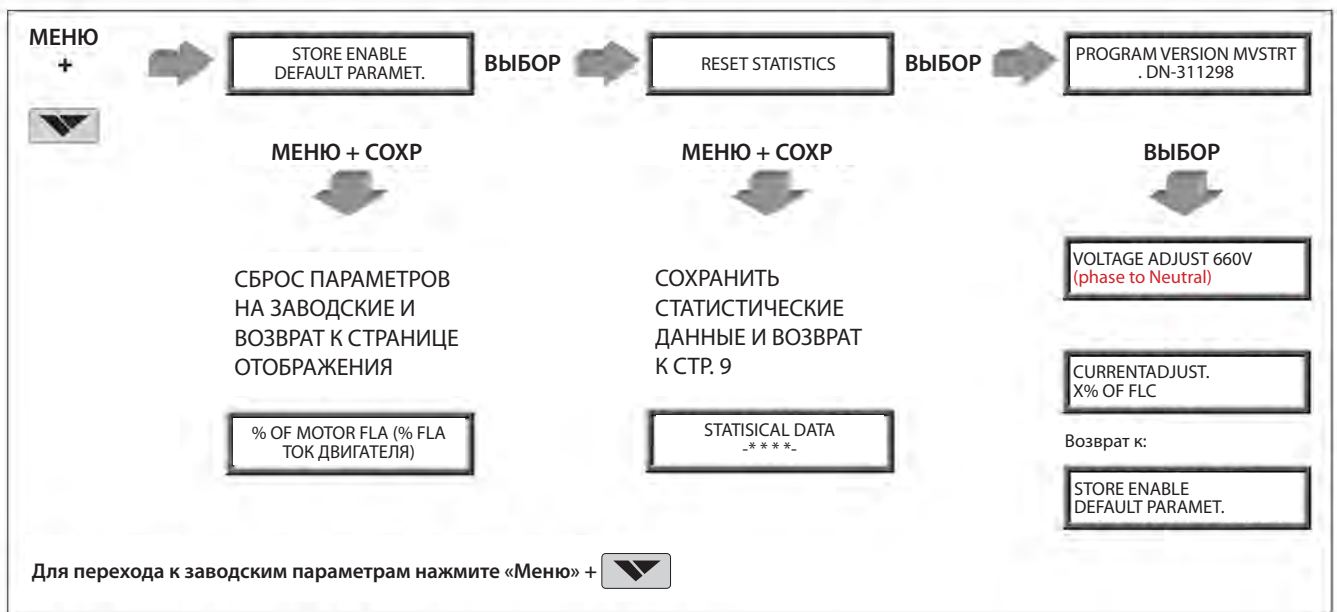 МЕНЮ
+
STORE ENABLE
DEFAULT PARAMET.
ВЫБОР
RESET STATISTICS
ВЫБОР
PROGRAM VERSION MVSTRT
. DN-311298
МЕНЮ + СОХР
МЕНЮ + СОХР
ВЫБОР
СБРОС ПАРАМЕТРОВ
НА ЗАВОДСКИЕ И
ВОЗВРАТ К СТРАНИЦЕ
ОТОБРАЖЕНИЯ
СОХРАНИТЬ
СТАТИСТИЧЕСКИЕ
ДАННЫЕ И ВОЗВРАТ
К СТР. 9
VOLTAGE ADJUST 660V
(phase to Neutral)
CURRENTADJUST.
X% OF FLC
% OF MOTOR FLA (% FLA
ТОК ДВИГАТЕЛЯ)
STATISICAL DATA
-* * * *-
Возврат к:
STORE ENABLE
DEFAULT PARAMET.
Для перехода к заводским параметрам нажмите «Меню» +